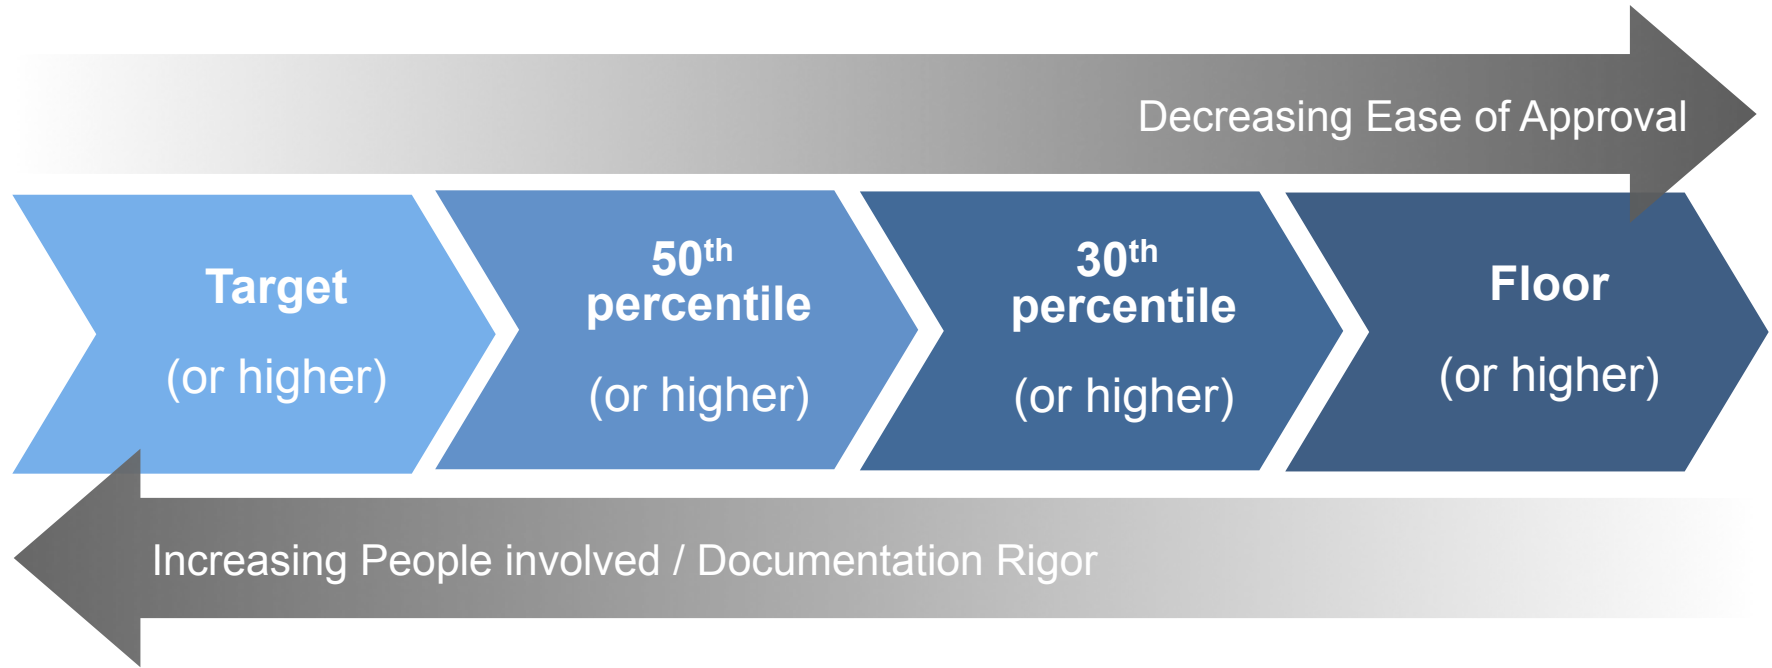 Decreasing Ease of Approval
Target
(or higher)
50th
percentile
(or higher)
30th
percentile
(or higher)
Floor
(or higher)
Increasing People involved / Documentation Rigor